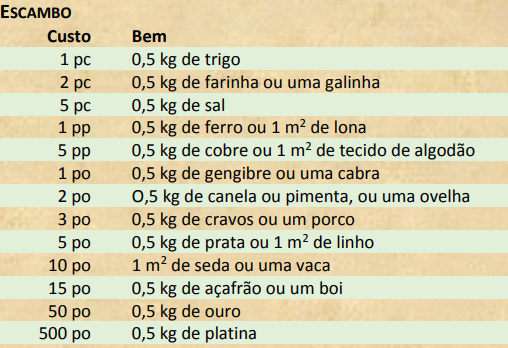 ESCAMBO
Custo Bem
1 pc 0,5 kg de trigo
2 pc 0,5 kg de farinha ou uma galinha
5 pc 0,5 kg de sal
1 pp 0,5 kg de ferro ou 1 m² de lona
5 pp 0,5 kg de cobre ou 1 m² de tecido de algodão
1 po 0,5 kg de gengibre ou uma cabra
2 po O,5 kg de canela ou pimenta, ou uma ovelha
3 po 0,5 kg de cravos ou um porco
5 po 0,5 kg de prata ou 1 m² de linho
10 po 1 m² de seda ou uma vaca
15 po 0,5 kg de açafrão ou um boi
50 po 0,5 kg de ouro
500 po 0,5 kg de platina